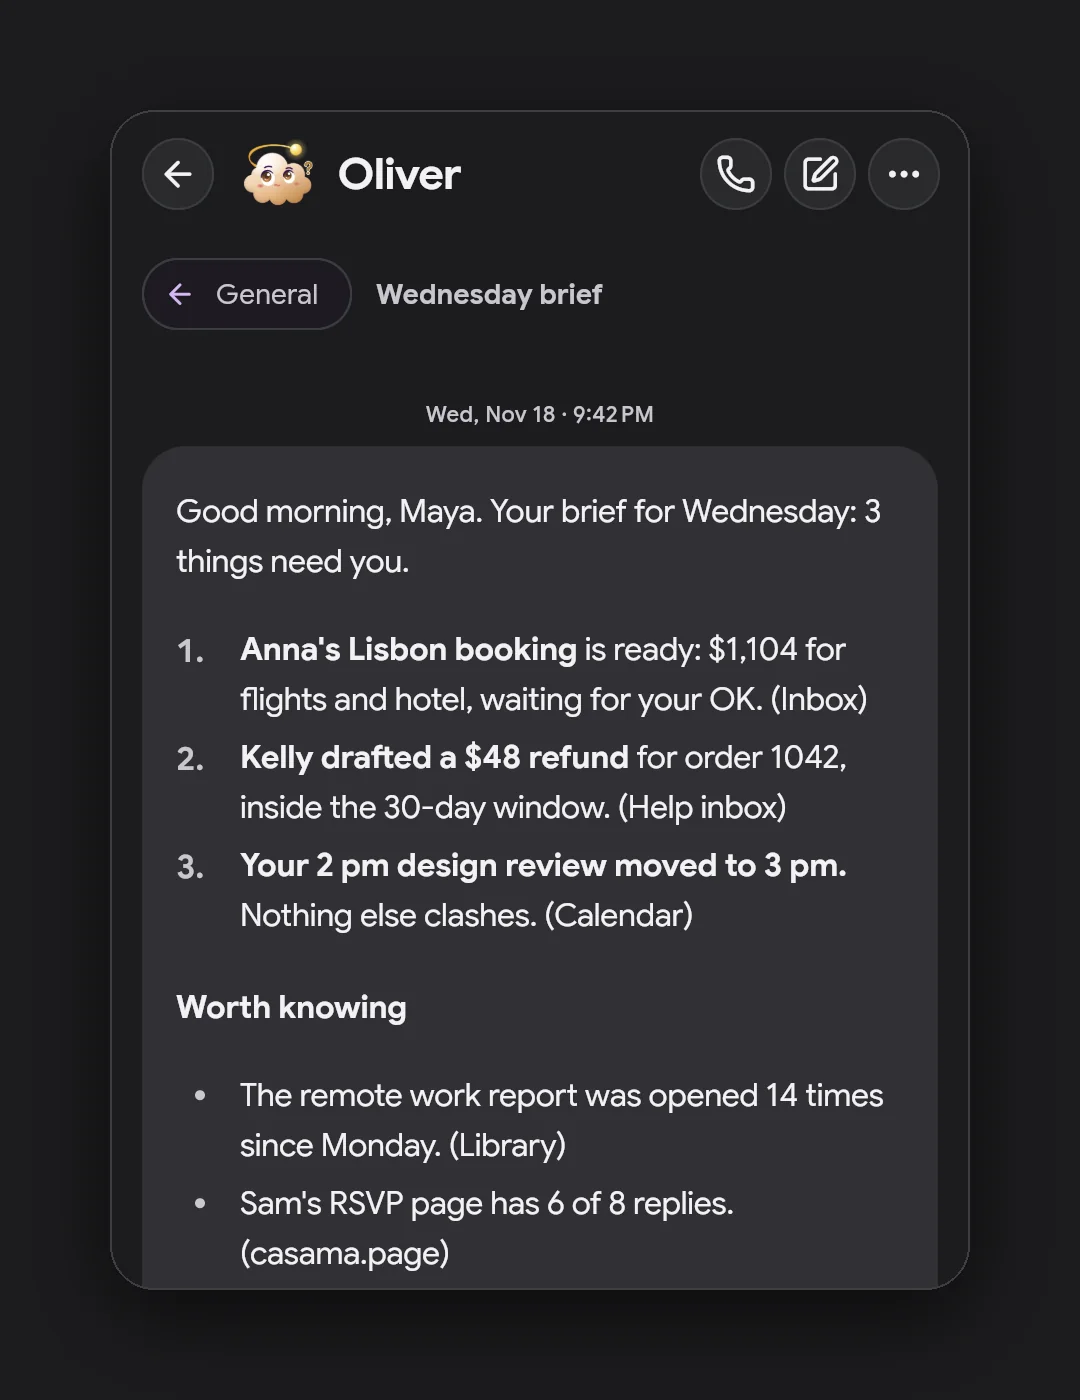 Oliver
General
Wednesday brief
Wed, Nov 18 · 9:42 PM
Good morning, Maya. Your brief for Wednesday: 3
things need you.
1. Anna's Lisbon booking is ready: $1,104 for
flights and hotel, waiting for your OK. (Inbox)
2. Kelly drafted a $48 refund for order 1042,
inside the 30-day window. (Help inbox)
3. Your 2 pm design review moved to 3 pm.
Nothing else clashes. (Calendar)
Worth knowing
• The remote work report was opened 14 times
since Monday. (Library)
• Sam's RSVP page has 6 of 8 replies.
(casama.page)